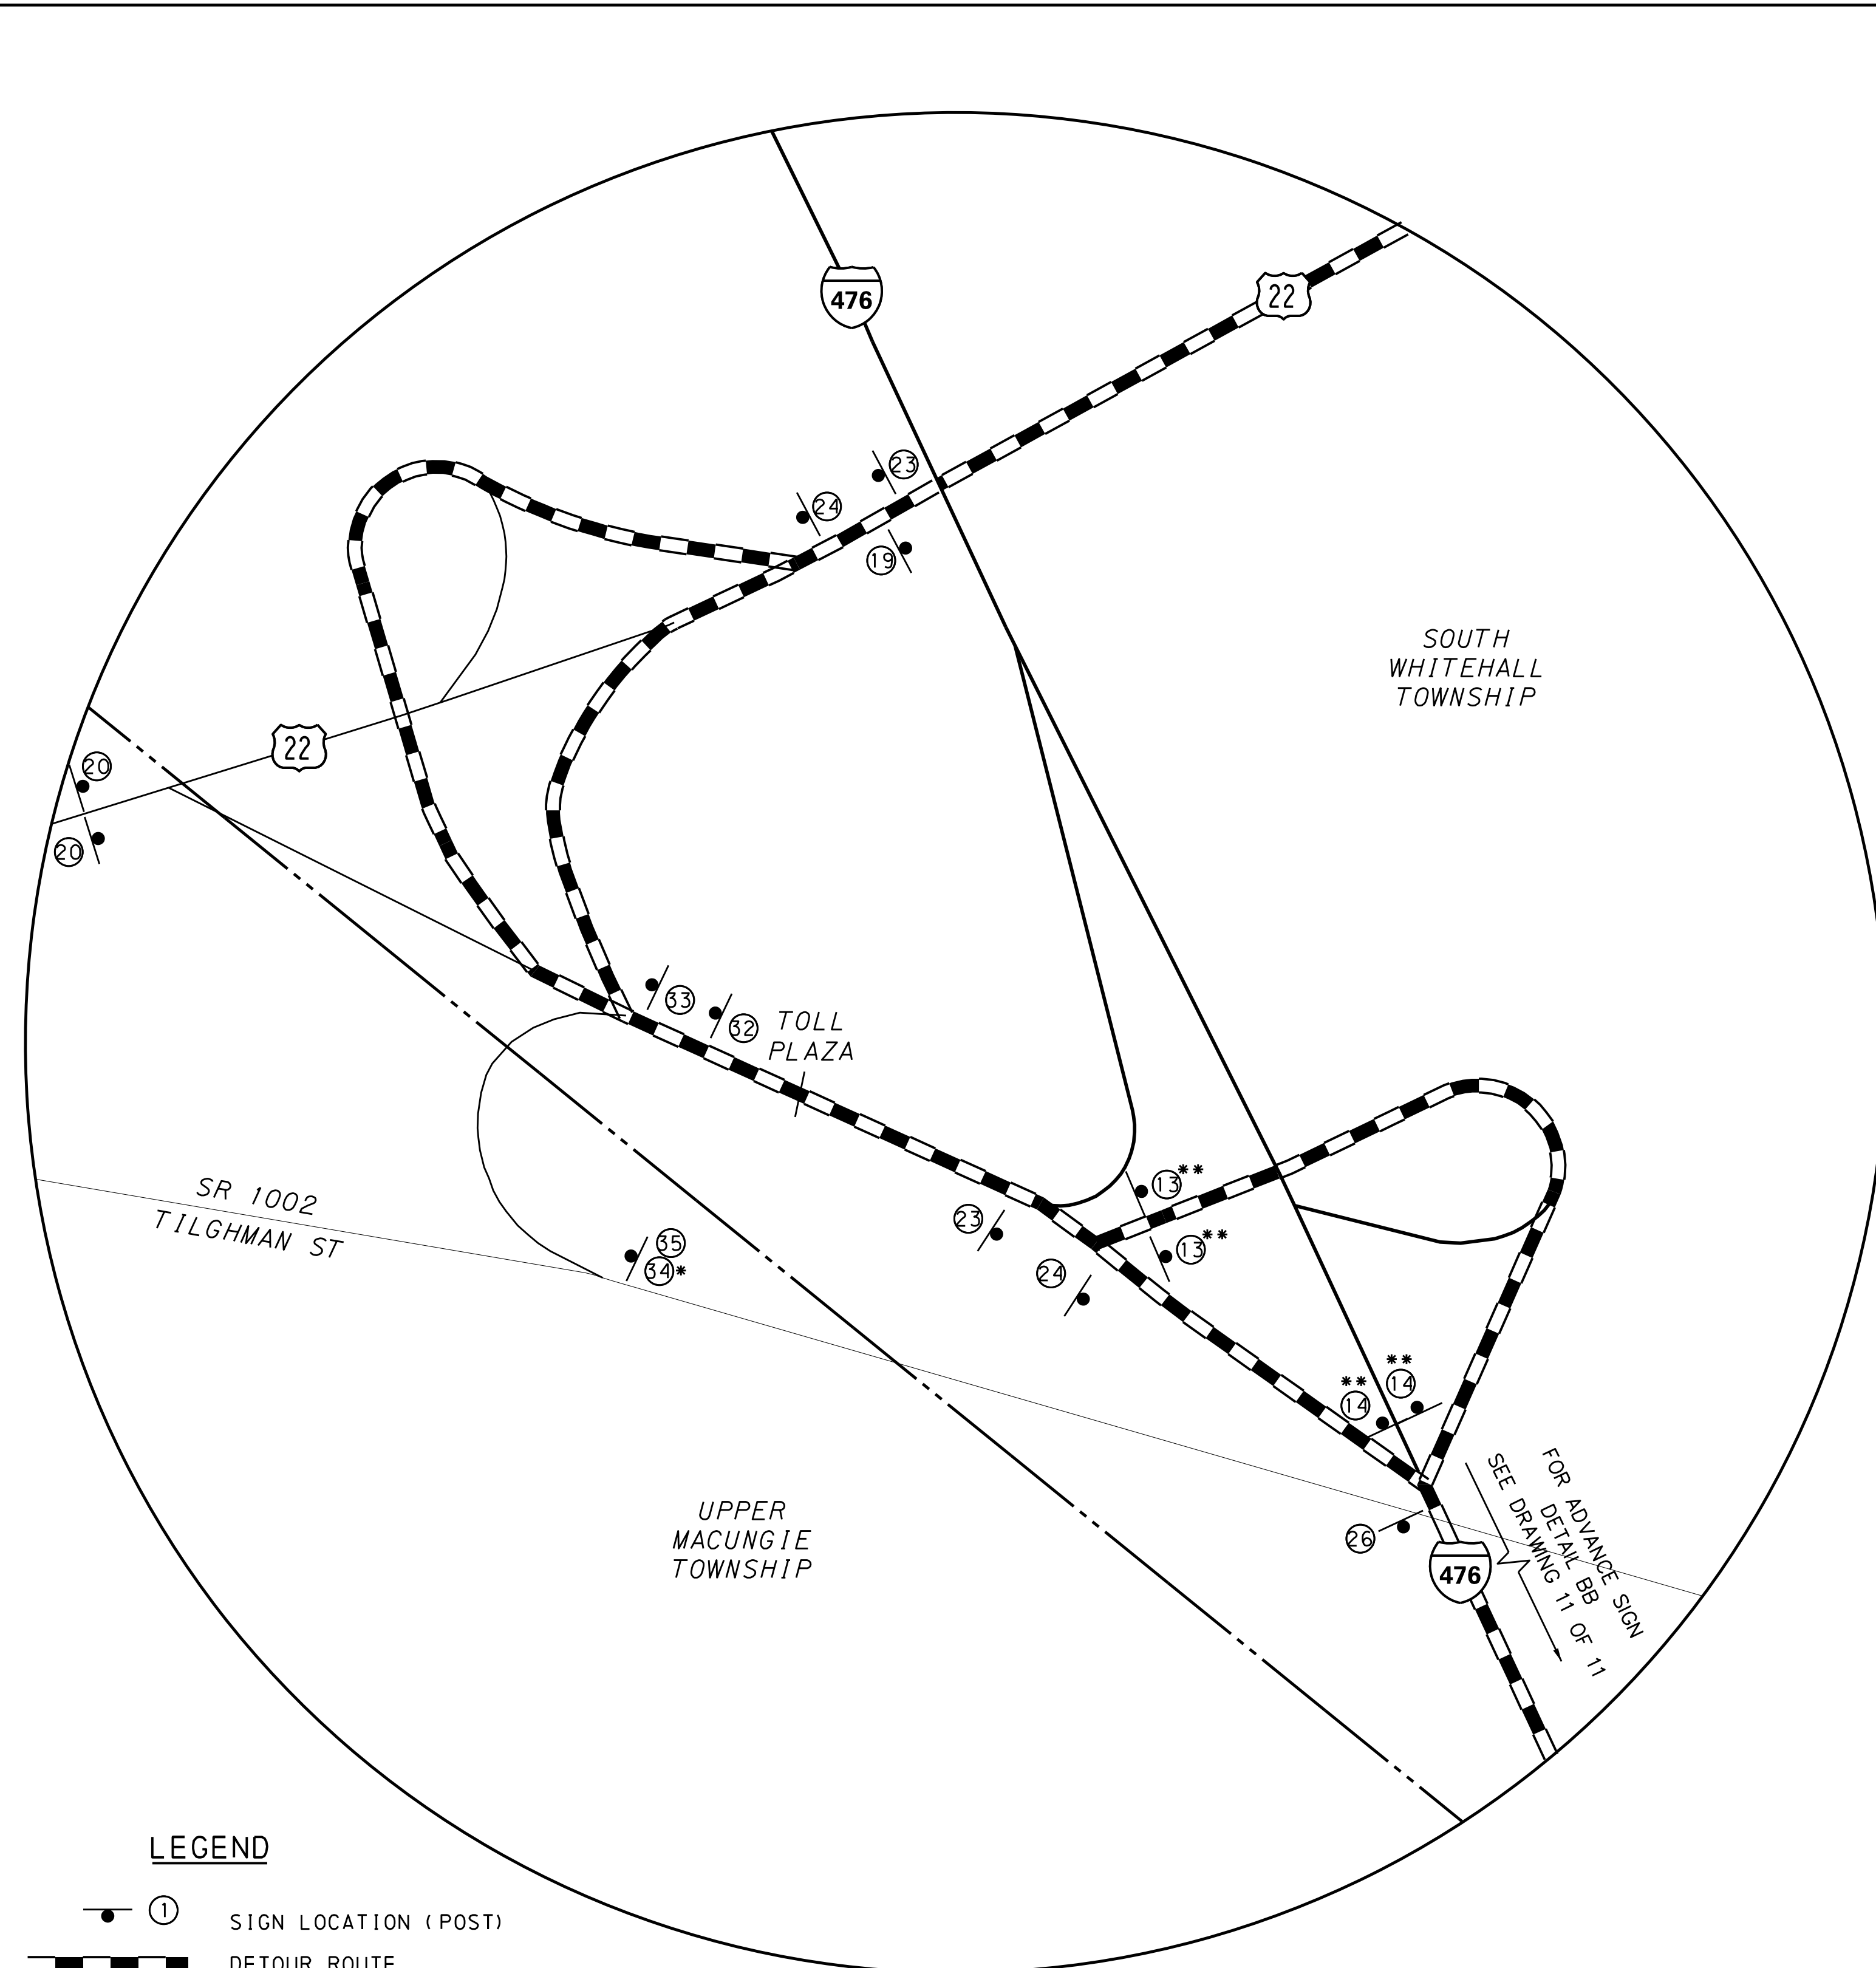 476
22
23
24
19
SOUTH
WHITEHALL
TOWNSHIP
22
20
20
33
32
TOLL
PLAZA
13**
13**
23
24
SR 1002
TILGHMAN ST
35
34*
**
14
**
14
26
476
FOR ADVANCE SIGN
DETAIL BB
SEE DRAWING 11 OF 11
UPPER
MACUNGIE
TOWNSHIP
LEGEND
1 SIGN LOCATION (POST)
DETOUR ROUTE